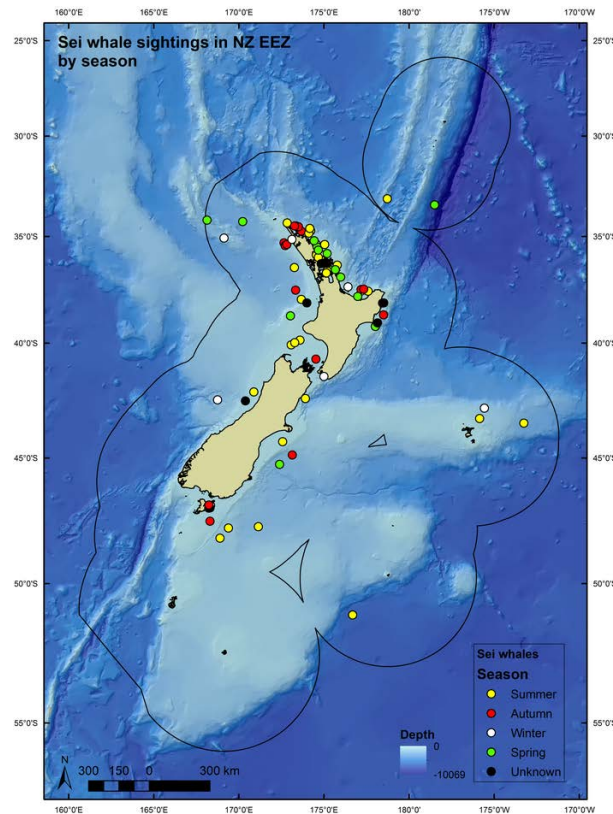 160°0'E 165°0'E 170°0'E 175°0'E 180°0'0" 175°0'W 170°0'W
Sei whale sightings in NZ EEZ
by season
25°0'S 25°0'S
30°0'S 30°0'S
35°0'S 35°0'S
40°0'S 40°0'S
45°0'S 45°0'S
50°0'S 50°0'S
55°0'S 55°0'S
Sei whales
Season
Summer
Autumn
Winter
Spring
Unknown
Depth
0
-10069
N
300 150 0 300 km
160°0'E 165°0'E 170°0'E 175°0'E 180°0'0" 175°0'W 170°0'W